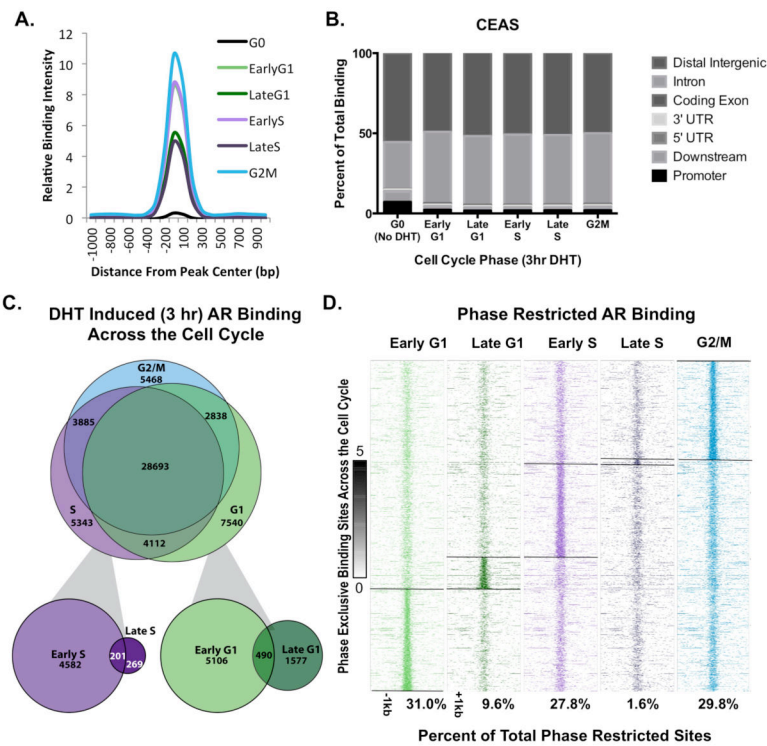 A.
12
10
8
6
4
2
0
Relative Binding Intensity
-1000
-900
-700
-500
-400
-200
-100
100
300
500
600
700
900
Distance From Peak Center (bp)
G0
EarlyG1
LateG1
EarlyS
LateS
G2M
B.
CEAS
100
50
0
Percent of Total Binding
G0
(No DHT)
Early
G1
Late
G1
Early
S
Late
S
G2M
Cell Cycle Phase (3hr DHT)
Distal Intergenic
Intron
Coding Exon
3' UTR
5' UTR
Downstream
Promoter
C.
DHT Induced (3 hr) AR Binding
Across the Cell Cycle
G2/M
5468
3885
2838
28693
S
5343
G1
7540
4112
Early S
4582
201
Late S
269
Early G1
5106
490
Late G1
1577
D.
Phase Restricted AR Binding
Early G1
Late G1
Early S
Late S
G2/M
Phase Exclusive Binding Sites Across the Cell Cycle
5
0
-1kb
+1kb
31.0%
9.6%
27.8%
1.6%
29.8%
Percent of Total Phase Restricted Sites